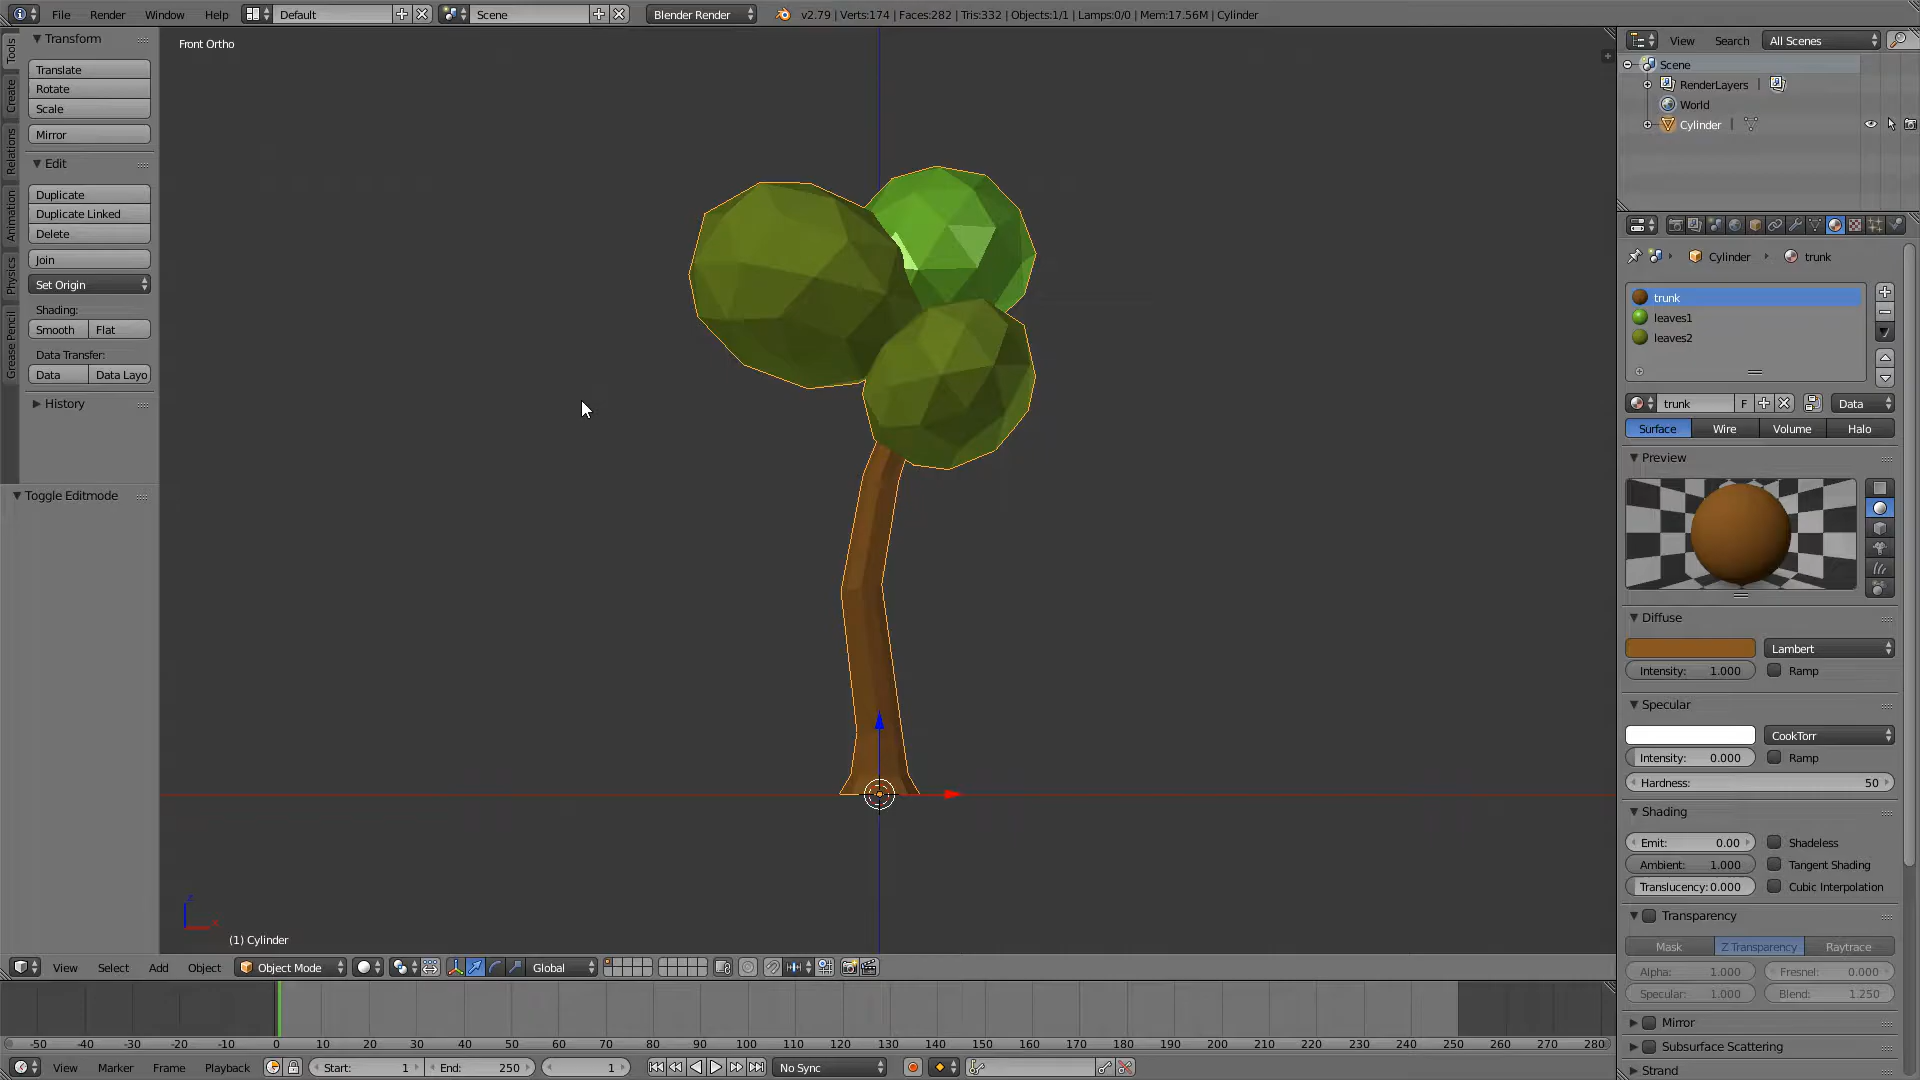 File Render Window Help Default Scene Blender Render v2.79 | Verts:174 | Faces:282 | Tris:332 | Objects:1/1 | Lamps:0/0 | Mem:17.56M | Cylinder
Tools
Create
Relations
Animation
Physics
Grease Pencil
Transform
Translate
Rotate
Scale
Mirror
Edit
Duplicate
Duplicate Linked
Delete
Join
Set Origin
Shading:
Smooth Flat
Data Transfer:
Data Data Layo
History
Toggle Editmode
Front Ortho
z
x
(1) Cylinder
View Select Add Object Object Mode Global
-50 -40 -30 -20 -10 0 10 20 30 40 50 60 70 80 90 100 110 120 130 140 150 160 170 180 190 200 210 220 230 240 250 260 270 280
View Marker Frame Playback Start: 1 End: 250 1 No Sync
View Search All Scenes
Scene
RenderLayers |
World
Cylinder |
Cylinder trunk
trunk
leaves1
leaves2
trunk F Data
Surface Wire Volume Halo
Preview
Diffuse
Lambert
Intensity: 1.000 Ramp
Specular
CookTorr
Intensity: 0.000 Ramp
Hardness: 50
Shading
Emit: 0.00 Shadeless
Ambient: 1.000 Tangent Shading
Translucency: 0.000 Cubic Interpolation
Transparency
Mask Z Transparency Raytrace
Alpha: 1.000 Fresnel: 0.000
Specular: 1.000 Blend: 1.250
Mirror
Subsurface Scattering
Strand